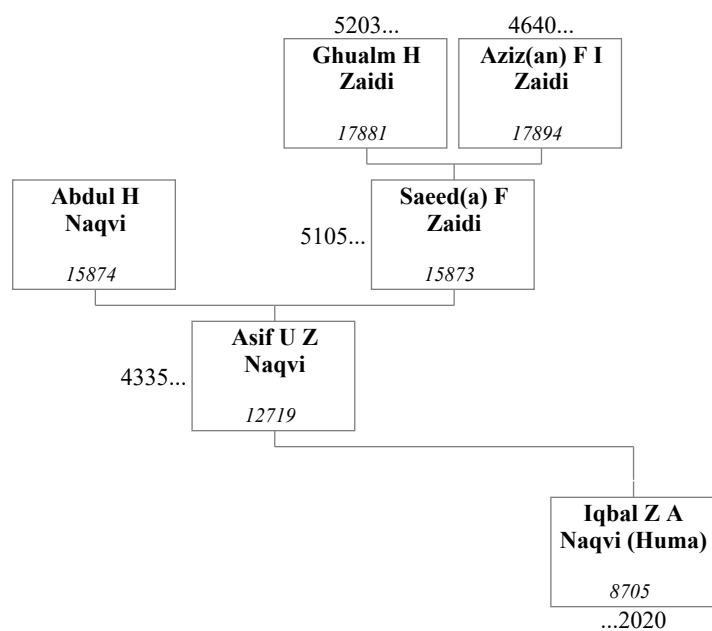 5203...
4640...
Ghualm H
Zaidi
17881
Aziz(an) F I
Zaidi
17894
Abdul H
Naqvi
15874
5105...
Saeed(a) F
Zaidi
15873
4335...
Asif U Z
Naqvi
12719
Iqbal Z A
Naqvi (Huma)
8705
...2020